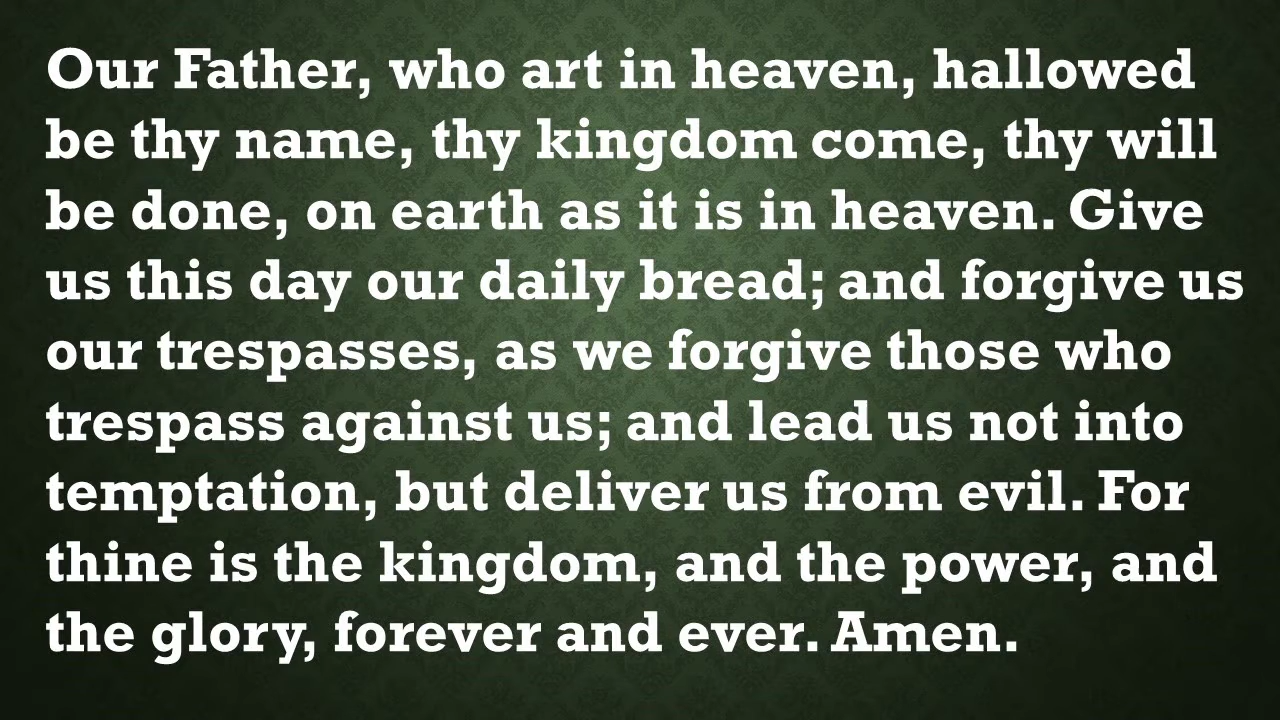 Our Father, who art in heaven, hallowed
be thy name, thy kingdom come, thy will
be done, on earth as it is in heaven. Give
us this day our daily bread; and forgive us
our trespasses, as we forgive those who
trespass against us; and lead us not into
temptation, but deliver us from evil. For
thine is the kingdom, and the power, and
the glory, forever and ever. Amen.